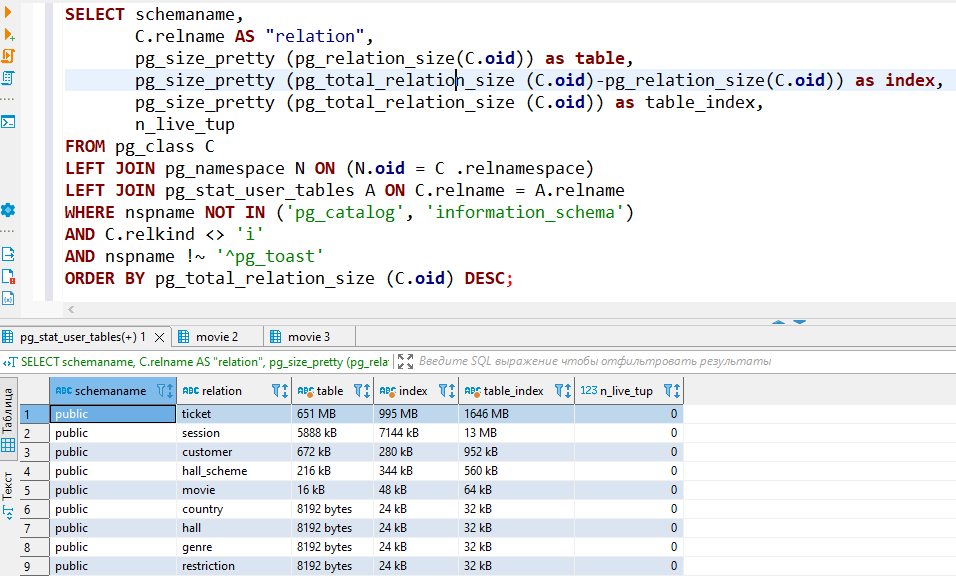 SELECT schemaname,
C.relname AS "relation",
pg_size_pretty (pg_relation_size(C.oid)) as table,
pg_size_pretty (pg_total_relation_size (C.oid)-pg_relation_size(C.oid)) as index,
pg_size_pretty (pg_total_relation_size (C.oid)) as table_index,
n_live_tup
FROM pg_class C
LEFT JOIN pg_namespace N ON (N.oid = C .relnamespace)
LEFT JOIN pg_stat_user_tables A ON C.relname = A.relname
WHERE nspname NOT IN ('pg_catalog', 'information_schema')
AND C.relkind <> 'i'
AND nspname !~ '^pg_toast'
ORDER BY pg_total_relation_size (C.oid) DESC;
pg_stat_user_tables(+) 1 movie 2 movie 3
SELECT schemaname, C.relname AS "relation", pg_size_pretty (pg_rela Введите SQL выражение чтобы отфильтровать результаты
Таблица
Текст
ABC schemaname ABC relation ABC table ABC index ABC table_index 123 n_live_tup
1 public ticket 651 MB 995 MB 1646 MB 0
2 public session 5888 kB 7144 kB 13 MB 0
3 public customer 672 kB 280 kB 952 kB 0
4 public hall_scheme 216 kB 344 kB 560 kB 0
5 public movie 16 kB 48 kB 64 kB 0
6 public country 8192 bytes 24 kB 32 kB 0
7 public hall 8192 bytes 24 kB 32 kB 0
8 public genre 8192 bytes 24 kB 32 kB 0
9 public restriction 8192 bytes 24 kB 32 kB 0